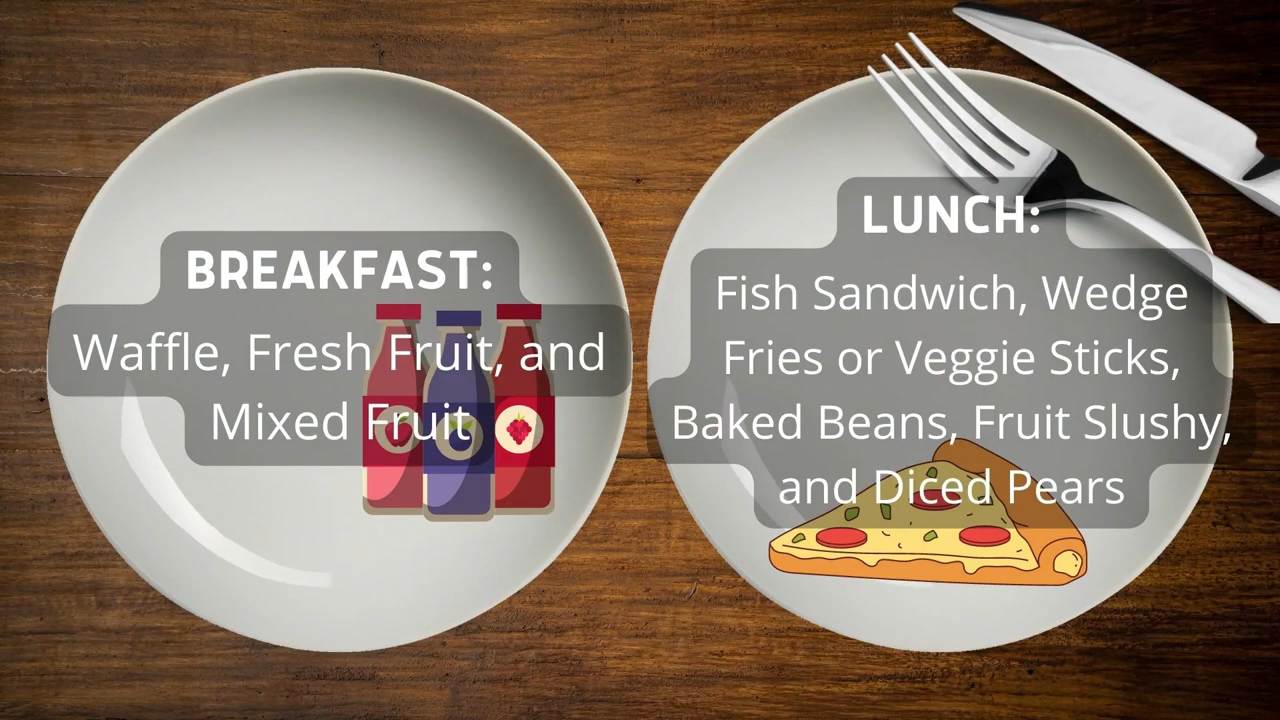 BREAKFAST:
Waffle, Fresh Fruit, and
Mixed Fruit
LUNCH:
Fish Sandwich, Wedge
Fries or Veggie Sticks,
Baked Beans, Fruit Slushy,
and Diced Pears